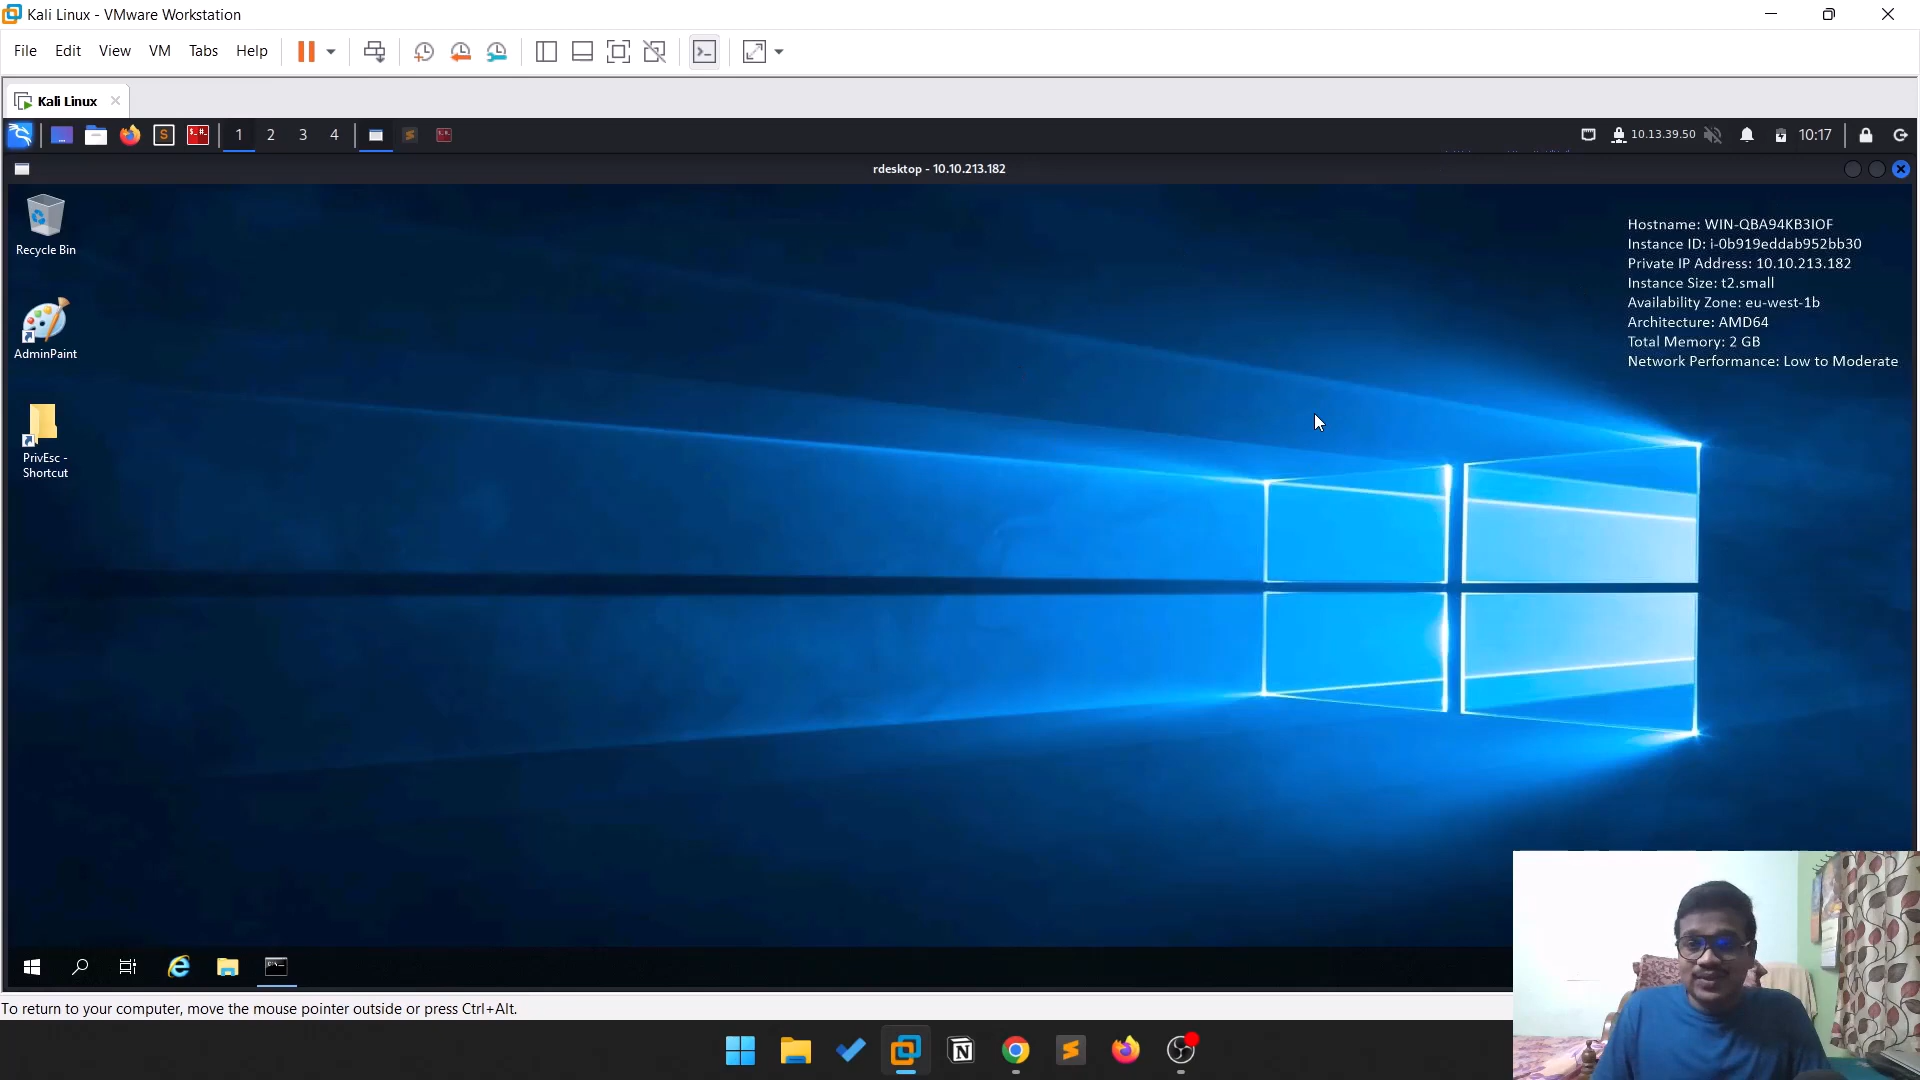 Kali Linux - VMware Workstation
File Edit View VM Tabs Help
Kali Linux
1 2 3 4
10.13.39.50
10:17
rdesktop - 10.10.213.182
Recycle Bin
AdminPaint
PrivEsc -
Shortcut
Hostname: WIN-QBA94KB3IOF
Instance ID: i-0b919eddab952bb30
Private IP Address: 10.10.213.182
Instance Size: t2.small
Availability Zone: eu-west-1b
Architecture: AMD64
Total Memory: 2 GB
Network Performance: Low to Moderate
To return to your computer, move the mouse pointer outside or press Ctrl+Alt.